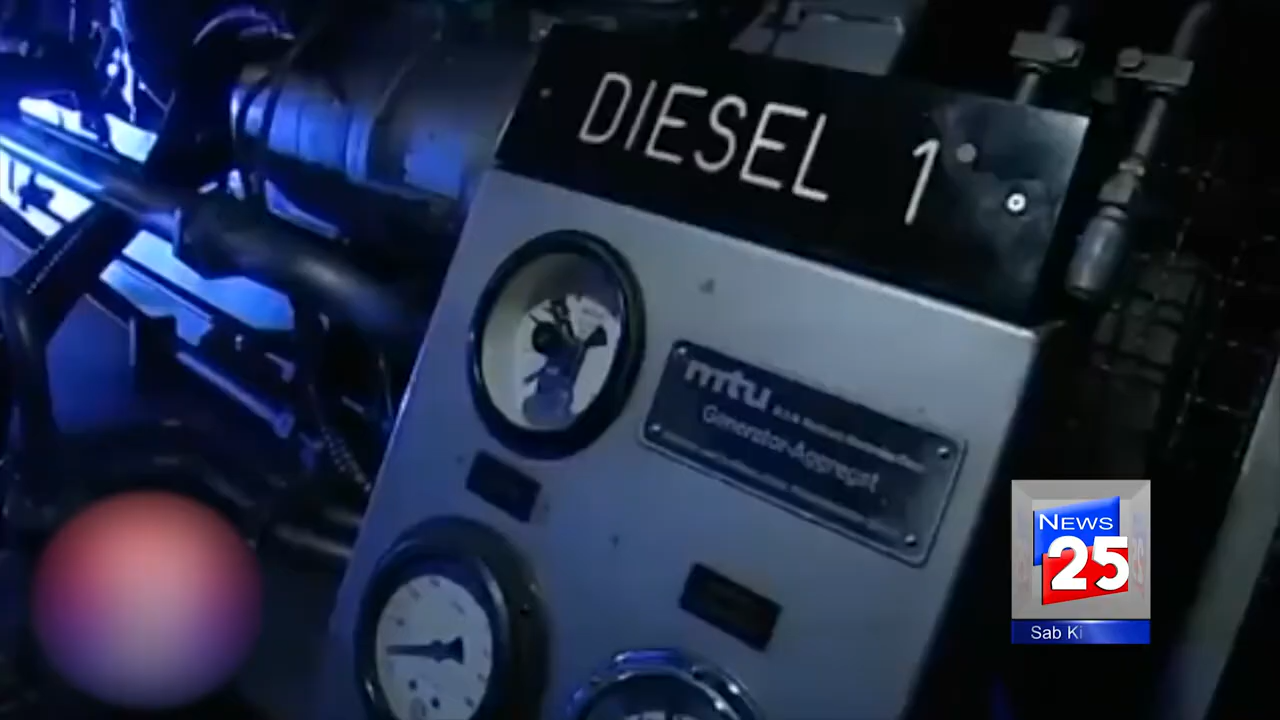 DIESEL 1
mtu
Generator-Aggregat
News
25
Sab Ki